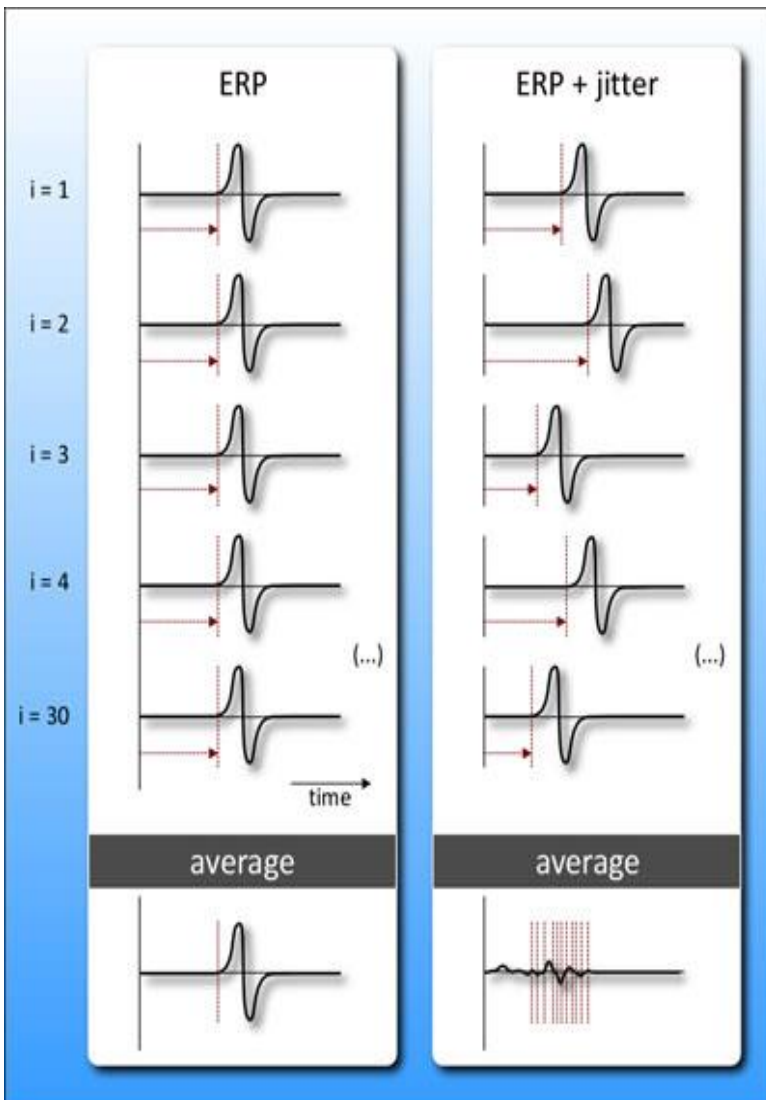 ERP
ERP + jitter
i = 1
i = 2
i = 3
i = 4
(...)
(...)
i = 30
time
average
average